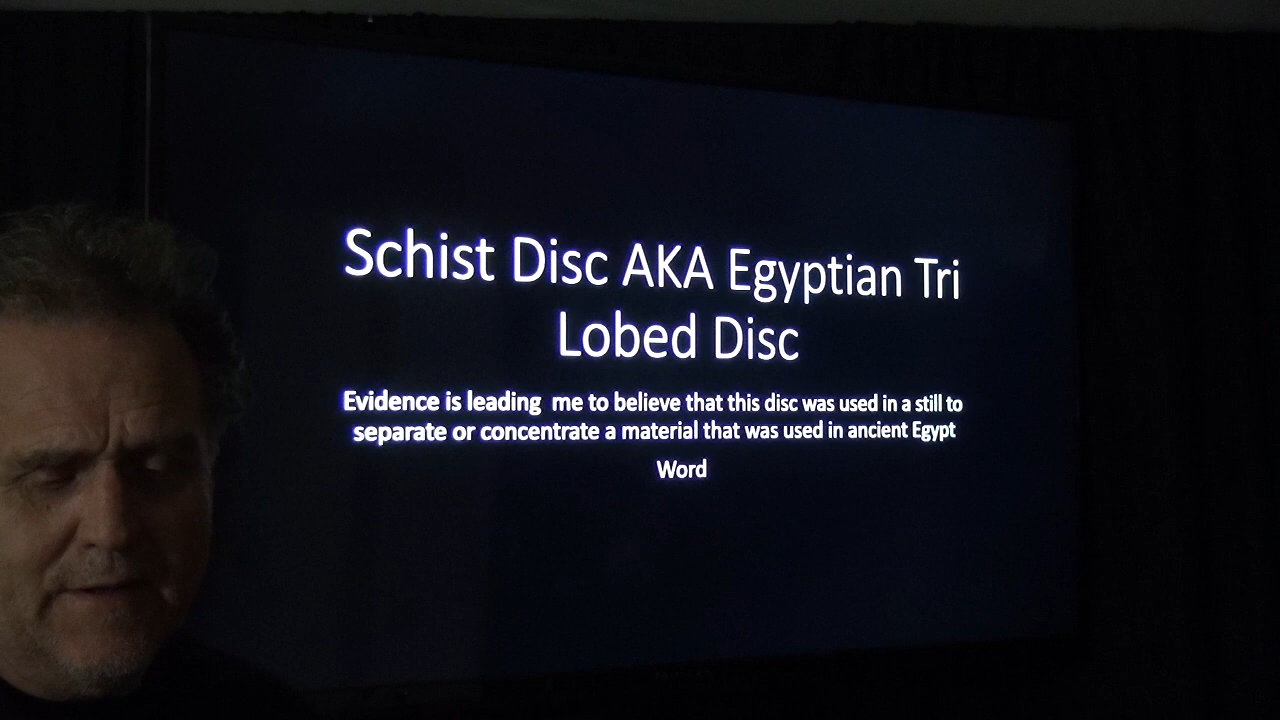 Schist Disc AKA Egyptian Tri
Lobed Disc
Evidence is leading  me to believe that this disc was used in a still to
separate or concentrate a material that was used in ancient Egypt
Word